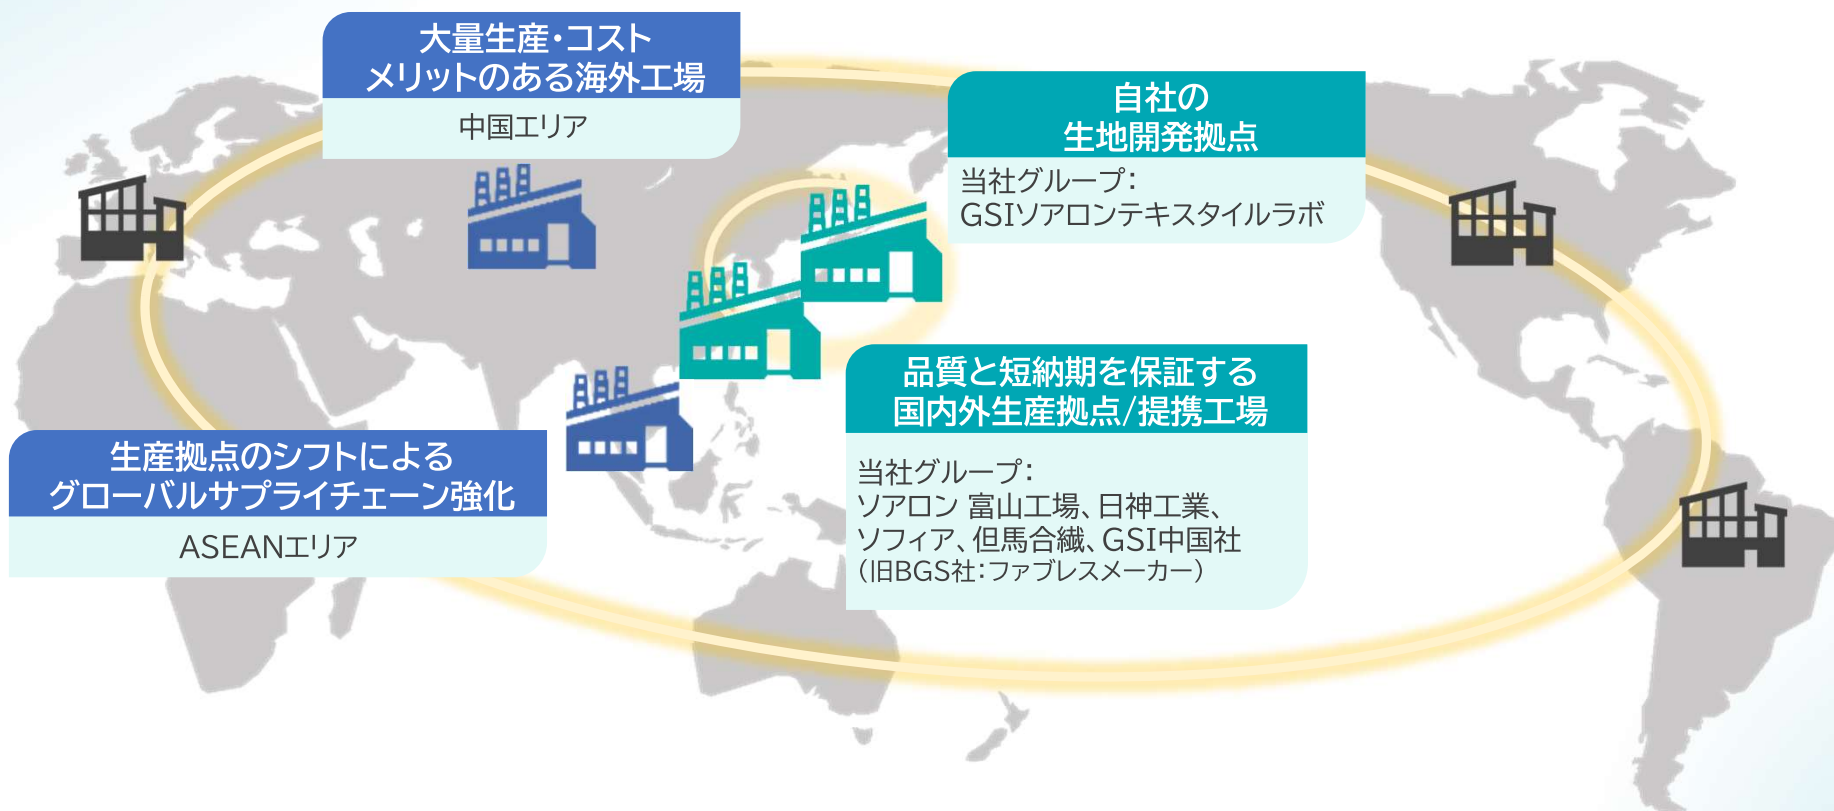 大量生産・コスト
メリットのある海外工場
中国エリア
自社の
生地開発拠点
当社グループ：
GSIソアロンテキスタイルラボ
品質と短納期を保証する
国内外生産拠点/提携工場
当社グループ：
ソアロン 富山工場、日神工業、
ソフィア、但馬合繊、GSI中国社
（旧BGS社：ファブレスメーカー）
生産拠点のシフトによる
グローバルサプライチェーン強化
ASEANエリア